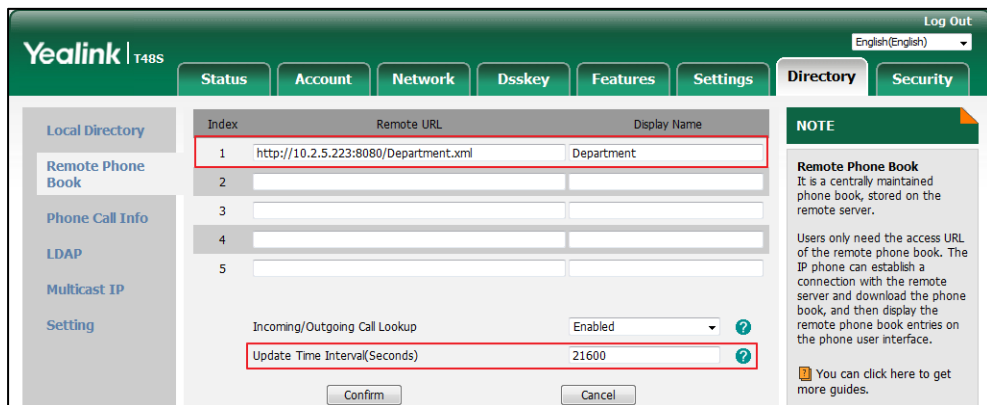 Log Out
Yealink T48S
English(English)
Status Account Network Dsskey Features Settings Directory Security
Local Directory
Remote Phone
Book
Phone Call Info
LDAP
Multicast IP
Setting
Index Remote URL Display Name
1 http://10.2.5.223:8080/Department.xml Department
2
3
4
5
Incoming/Outgoing Call Lookup Enabled ?
Update Time Interval(Seconds) 21600 ?
Confirm Cancel
NOTE
Remote Phone Book
It is a centrally maintained
phone book, stored on the
remote server.
Users only need the access URL
of the remote phone book. The
IP phone can establish a
connection with the remote
server and download the phone
book, and then display the
remote phone book entries on
the phone user interface.
? You can click here to get
more guides.